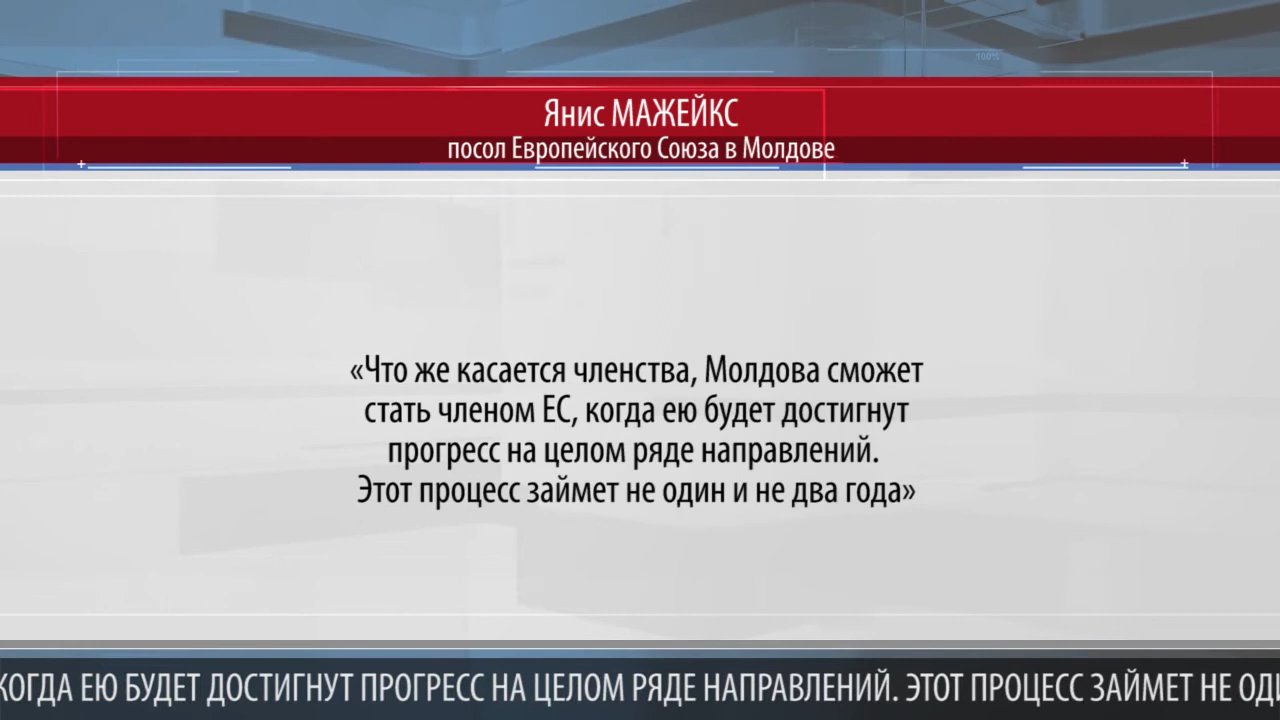 100%
Янис МАЖЕЙКС
посол Европейского Союза в Молдове
«Что же касается членства, Молдова сможет
стать членом ЕС, когда ею будет достигнут
прогресс на целом ряде направлений.
Этот процесс займет не один и не два года»
КОГДА ЕЮ БУДЕТ ДОСТИГНУТ ПРОГРЕСС НА ЦЕЛОМ РЯДЕ НАПРАВЛЕНИЙ. ЭТОТ ПРОЦЕСС ЗАЙМЕТ НЕ